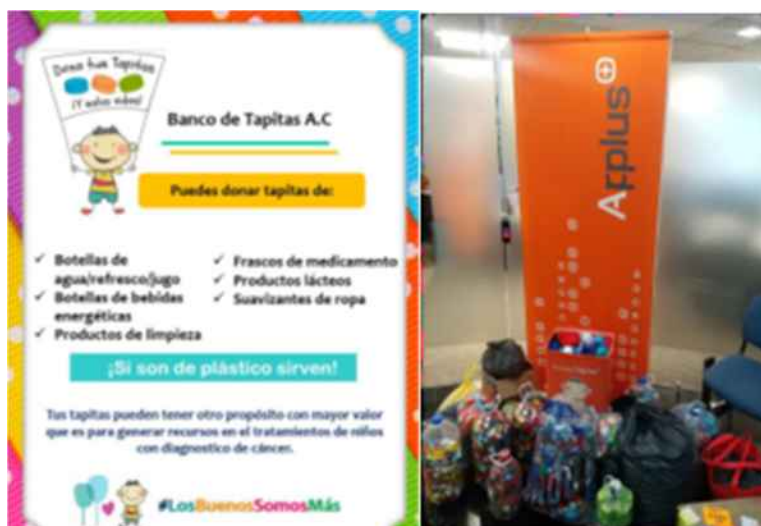 Dona tus Tapitas
¡Y salva vidas!
Banco de Tapitas A.C
Puedes donar tapitas de:
✓ Botellas de
agua/refresco/jugo
✓ Botellas de bebidas
energéticas
✓ Productos de limpieza
✓ Frascos de medicamento
✓ Productos lácteos
✓ Suavizantes de ropa
¡Si son de plástico sirven!
Tus tapitas pueden tener otro propósito con mayor valor
que es para generar recursos en el tratamientos de niños
con diagnostico de cáncer.
#LosBuenosSomosMás
Applus+